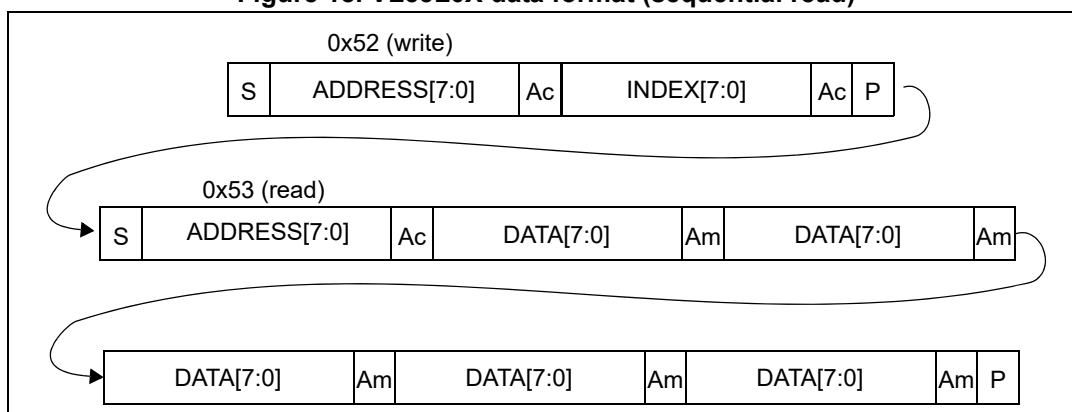 0x52 (write)
S ADDRESS[7:0] Ac INDEX[7:0] Ac P
0x53 (read)
S ADDRESS[7:0] Ac DATA[7:0] Am DATA[7:0] Am
DATA[7:0] Am DATA[7:0] Am DATA[7:0] Am P